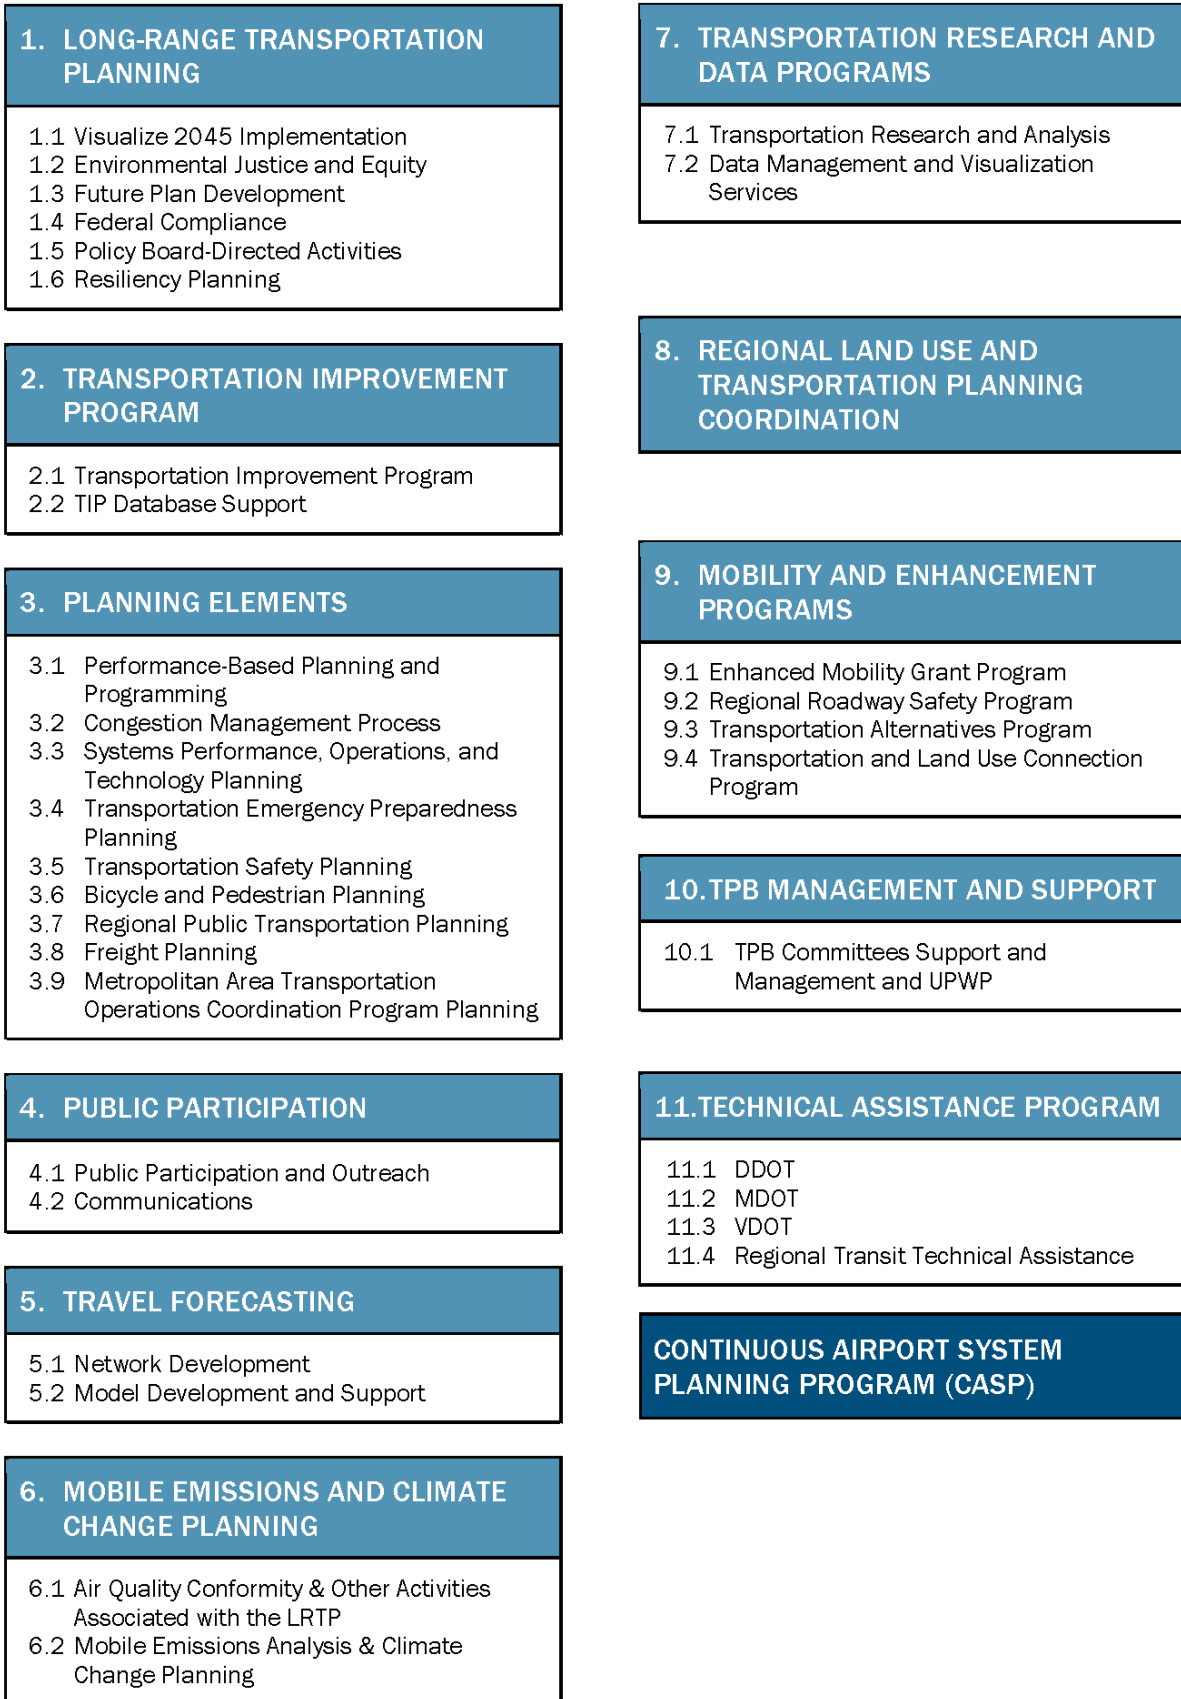 1. LONG-RANGE TRANSPORTATION
PLANNING
1.1 Visualize 2045 Implementation
1.2 Environmental Justice and Equity
1.3 Future Plan Development
1.4 Federal Compliance
1.5 Policy Board-Directed Activities
1.6 Resiliency Planning
2. TRANSPORTATION IMPROVEMENT
PROGRAM
2.1 Transportation Improvement Program
2.2 TIP Database Support
3. PLANNING ELEMENTS
3.1 Performance-Based Planning and
Programming
3.2 Congestion Management Process
3.3 Systems Performance, Operations, and
Technology Planning
3.4 Transportation Emergency Preparedness
Planning
3.5 Transportation Safety Planning
3.6 Bicycle and Pedestrian Planning
3.7 Regional Public Transportation Planning
3.8 Freight Planning
3.9 Metropolitan Area Transportation
Operations Coordination Program Planning
4. PUBLIC PARTICIPATION
4.1 Public Participation and Outreach
4.2 Communications
5. TRAVEL FORECASTING
5.1 Network Development
5.2 Model Development and Support
6. MOBILE EMISSIONS AND CLIMATE
CHANGE PLANNING
6.1 Air Quality Conformity & Other Activities
Associated with the LRTP
6.2 Mobile Emissions Analysis & Climate
Change Planning
7. TRANSPORTATION RESEARCH AND
DATA PROGRAMS
7.1 Transportation Research and Analysis
7.2 Data Management and Visualization
Services
8. REGIONAL LAND USE AND
TRANSPORTATION PLANNING
COORDINATION
9. MOBILITY AND ENHANCEMENT
PROGRAMS
9.1 Enhanced Mobility Grant Program
9.2 Regional Roadway Safety Program
9.3 Transportation Alternatives Program
9.4 Transportation and Land Use Connection
Program
10.TPB MANAGEMENT AND SUPPORT
10.1 TPB Committees Support and
Management and UPWP
11.TECHNICAL ASSISTANCE PROGRAM
11.1 DDOT
11.2 MDOT
11.3 VDOT
11.4 Regional Transit Technical Assistance
CONTINUOUS AIRPORT SYSTEM
PLANNING PROGRAM (CASP)